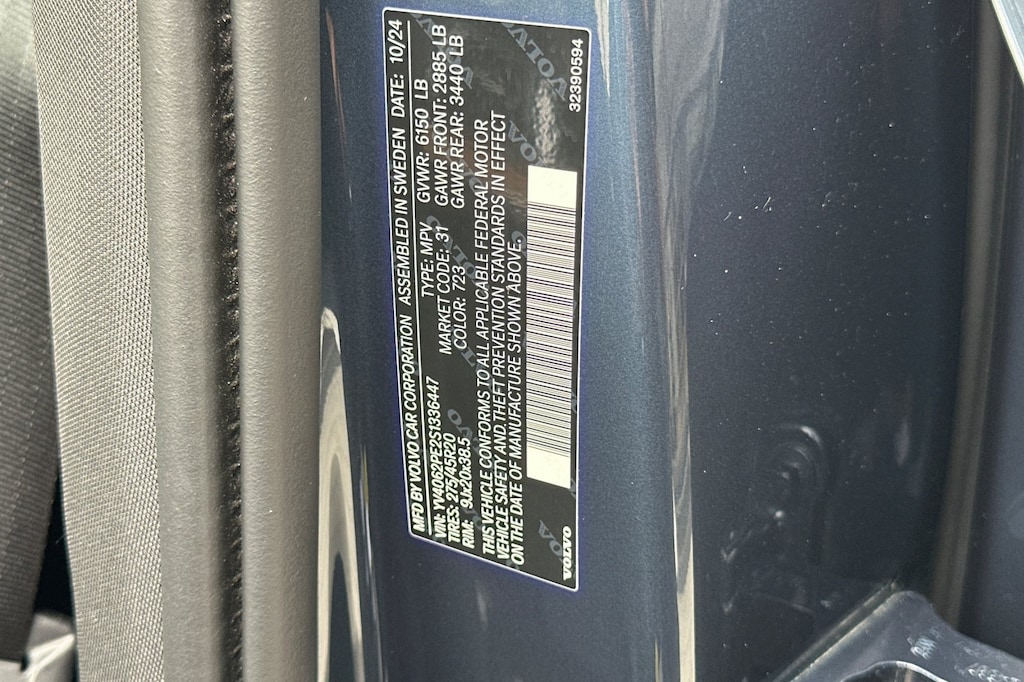 MFD BY VOLVO CAR CORPORATION ASSEMBLED IN SWEDEN DATE: 10/24
VIN: YV4062PE2S1336447 TYPE: MPV GVWR: 6150 LB
TIRES: 275/45R20 MARKET CODE: 31 GAWR FRONT: 2885 LB
RIM: 9Jx20x38.5 COLOR: 723 GAWR REAR: 3440 LB
THIS VEHICLE CONFORMS TO ALL APPLICABLE FEDERAL MOTOR
VEHICLE SAFETY AND THEFT PREVENTION STANDARDS IN EFFECT
ON THE DATE OF MANUFACTURE SHOWN ABOVE.
VOLVO 32390594